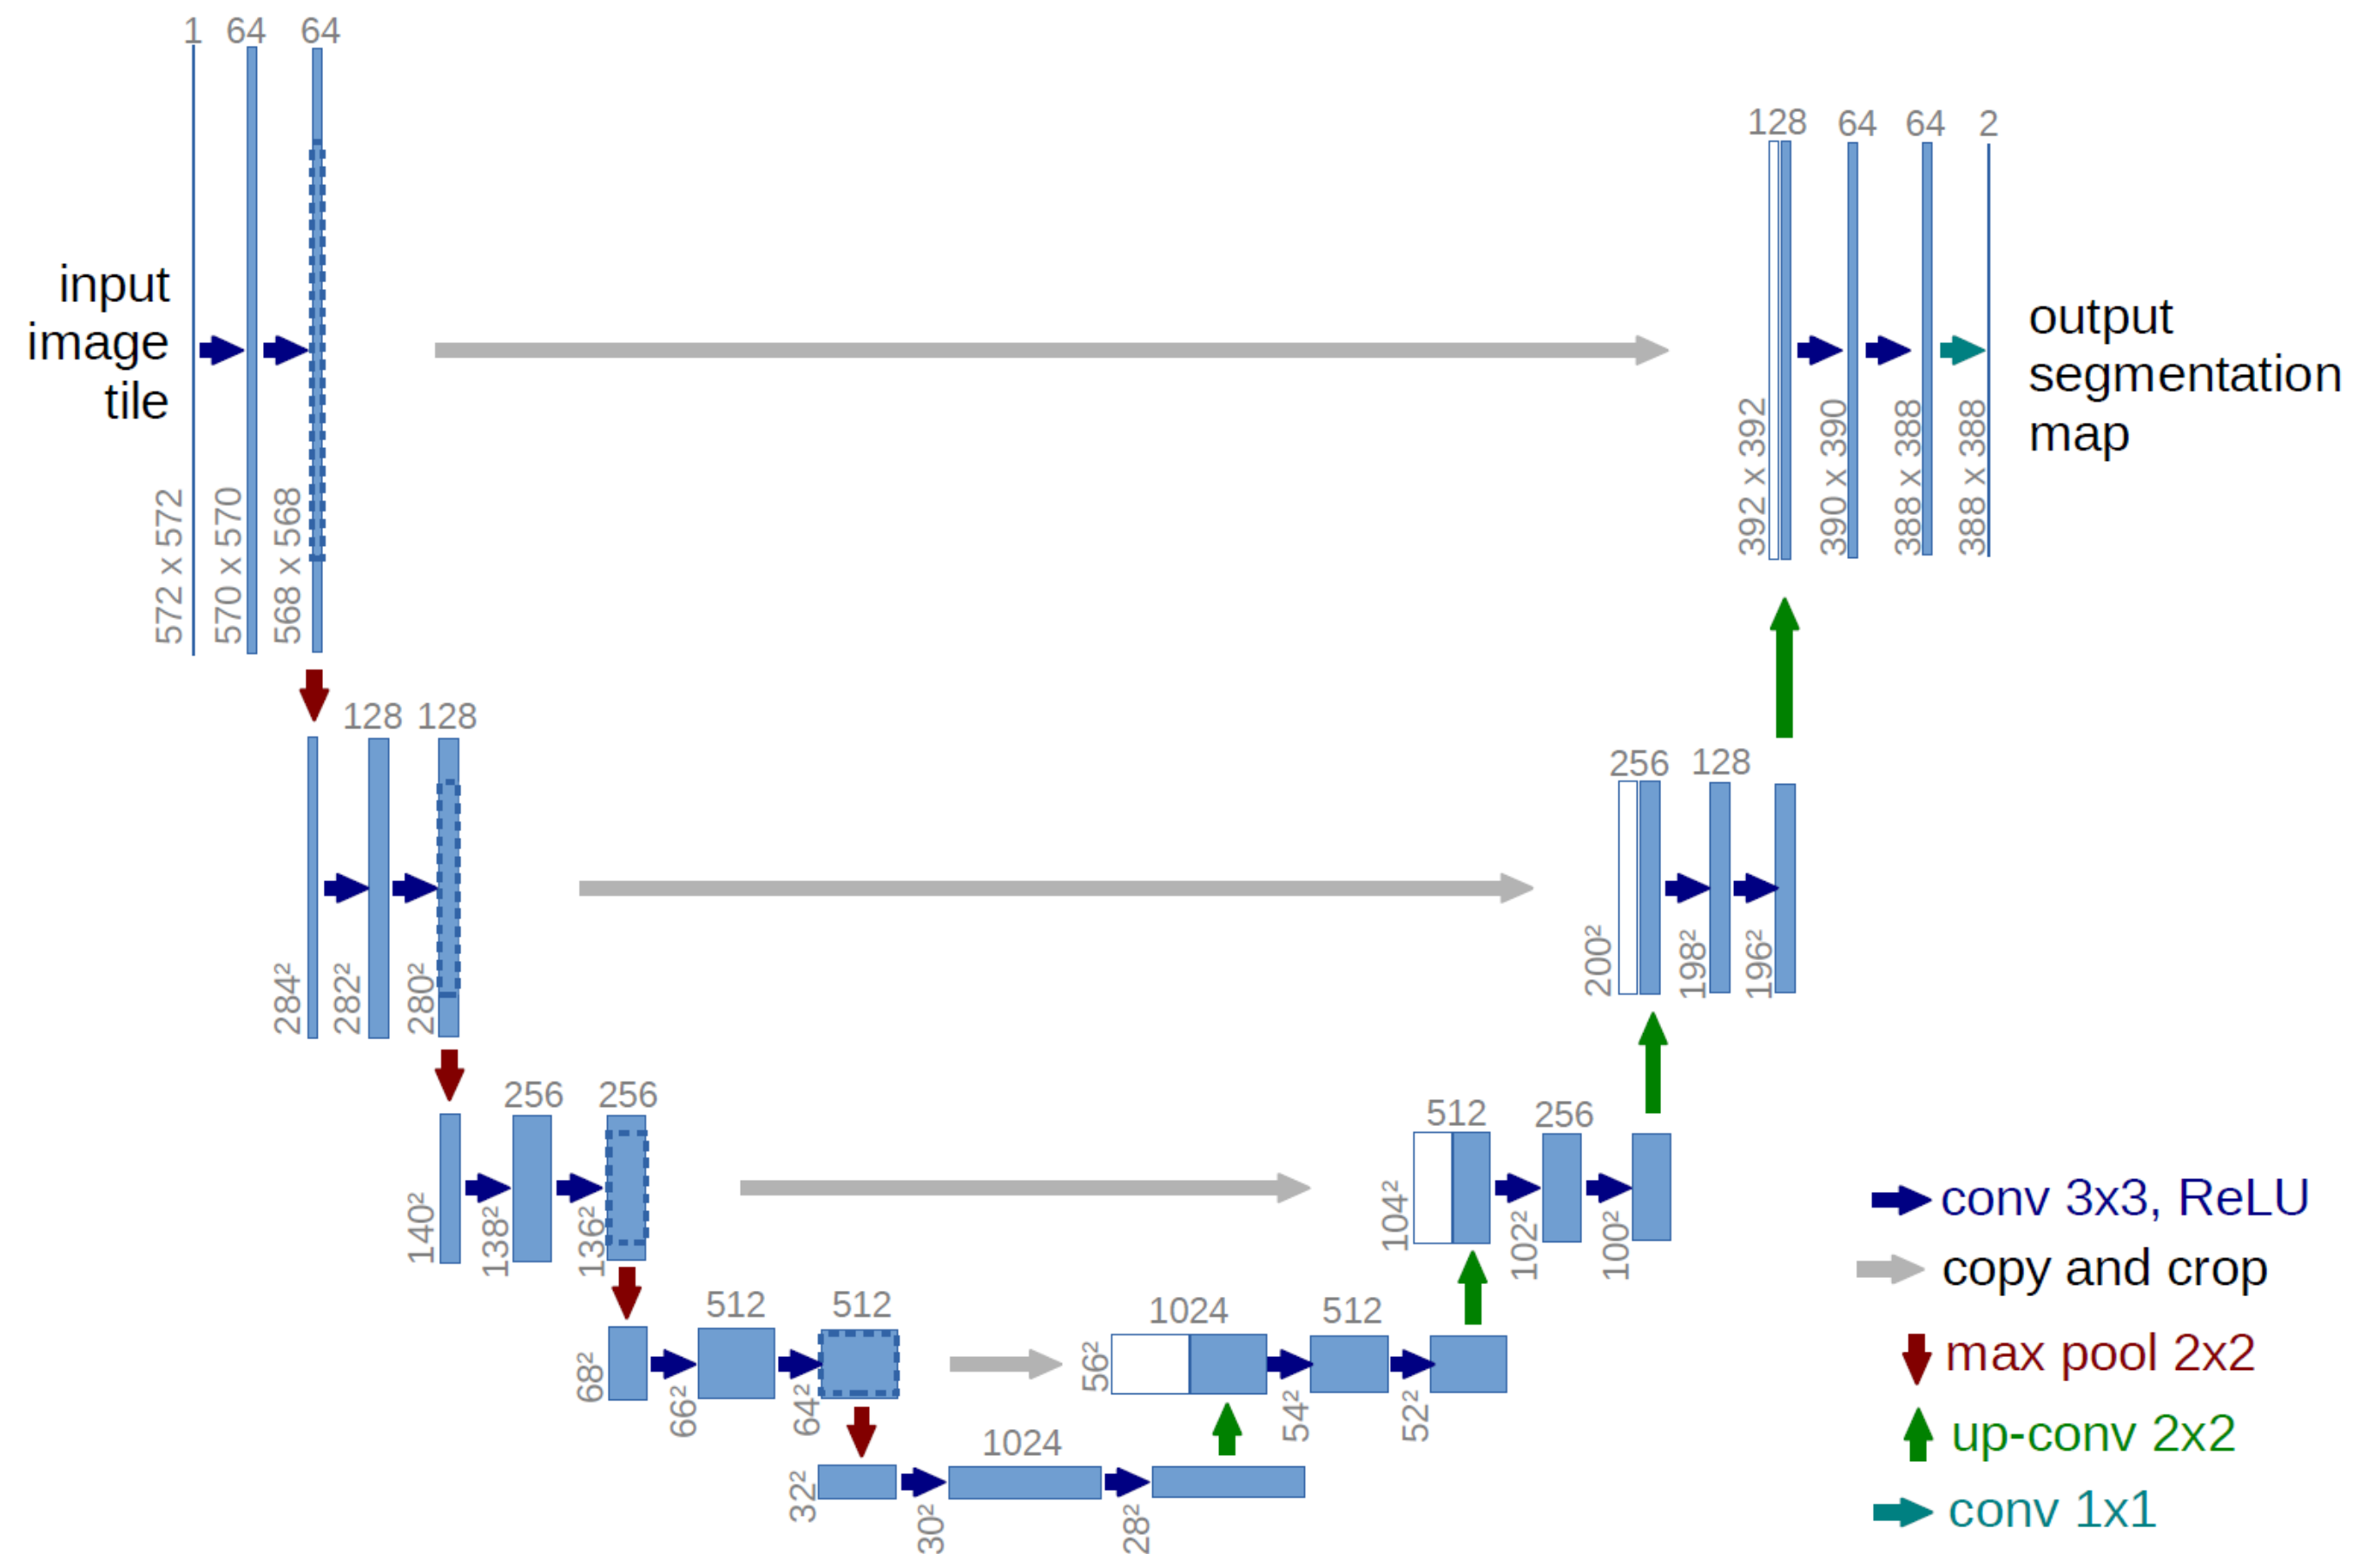 1 64 64
input
image
tile
572 x 572
570 x 570
568 x 568
128 64 64 2
392 x 392
390 x 390
388 x 388
388 x 388
output
segmentation
map
128 128
284²
282²
280²
256 128
200²
198²
196²
256 256
140²
138²
136²
512 256
104²
102²
100²
512 512
68²
66²
64²
1024 512
56²
54²
52²
1024
32²
30²
28²
conv 3x3, ReLU
copy and crop
max pool 2x2
up-conv 2x2
conv 1x1